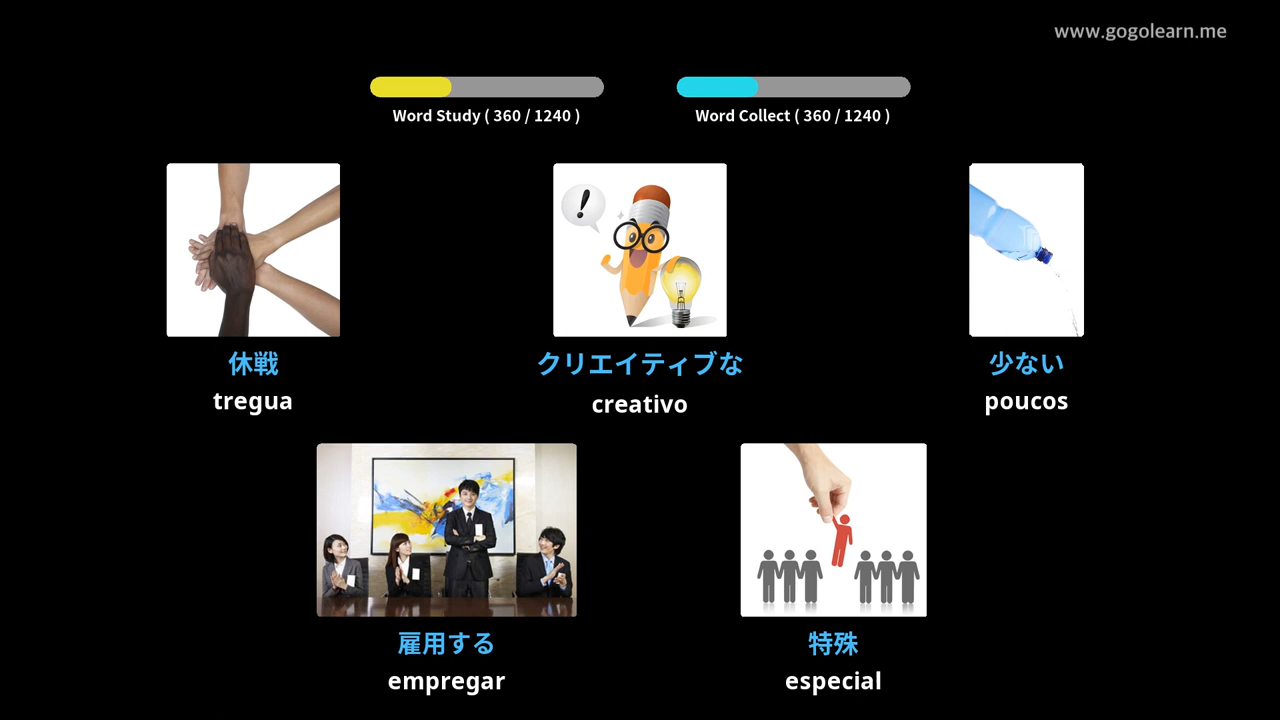 www.gogolearn.me
Word Study ( 360 / 1240 )
Word Collect ( 360 / 1240 )
!
休戦
tregua
クリエイティブな
creativo
少ない
poucos
雇用する
empregar
特殊
especial